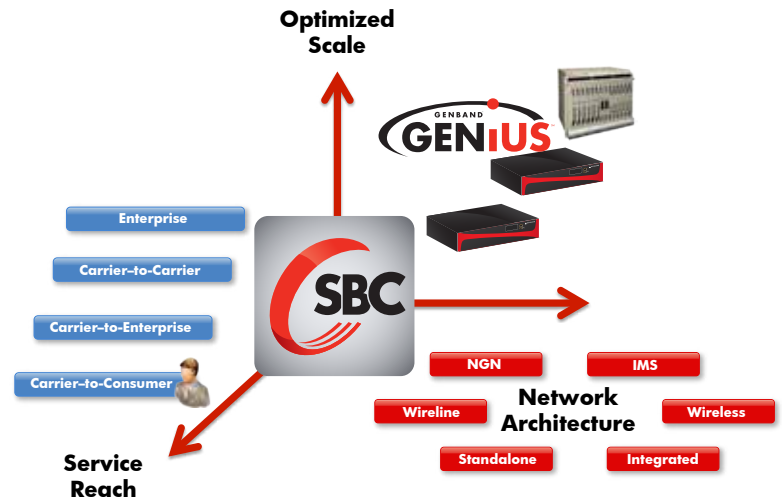 Optimized
Scale
GENBAND
GENiUS
Enterprise
Carrier–to-Carrier
Carrier–to-Enterprise
Carrier–to-Consumer
SBC
NGN
IMS
Network
Architecture
Wireline
Wireless
Standalone
Integrated
Service
Reach